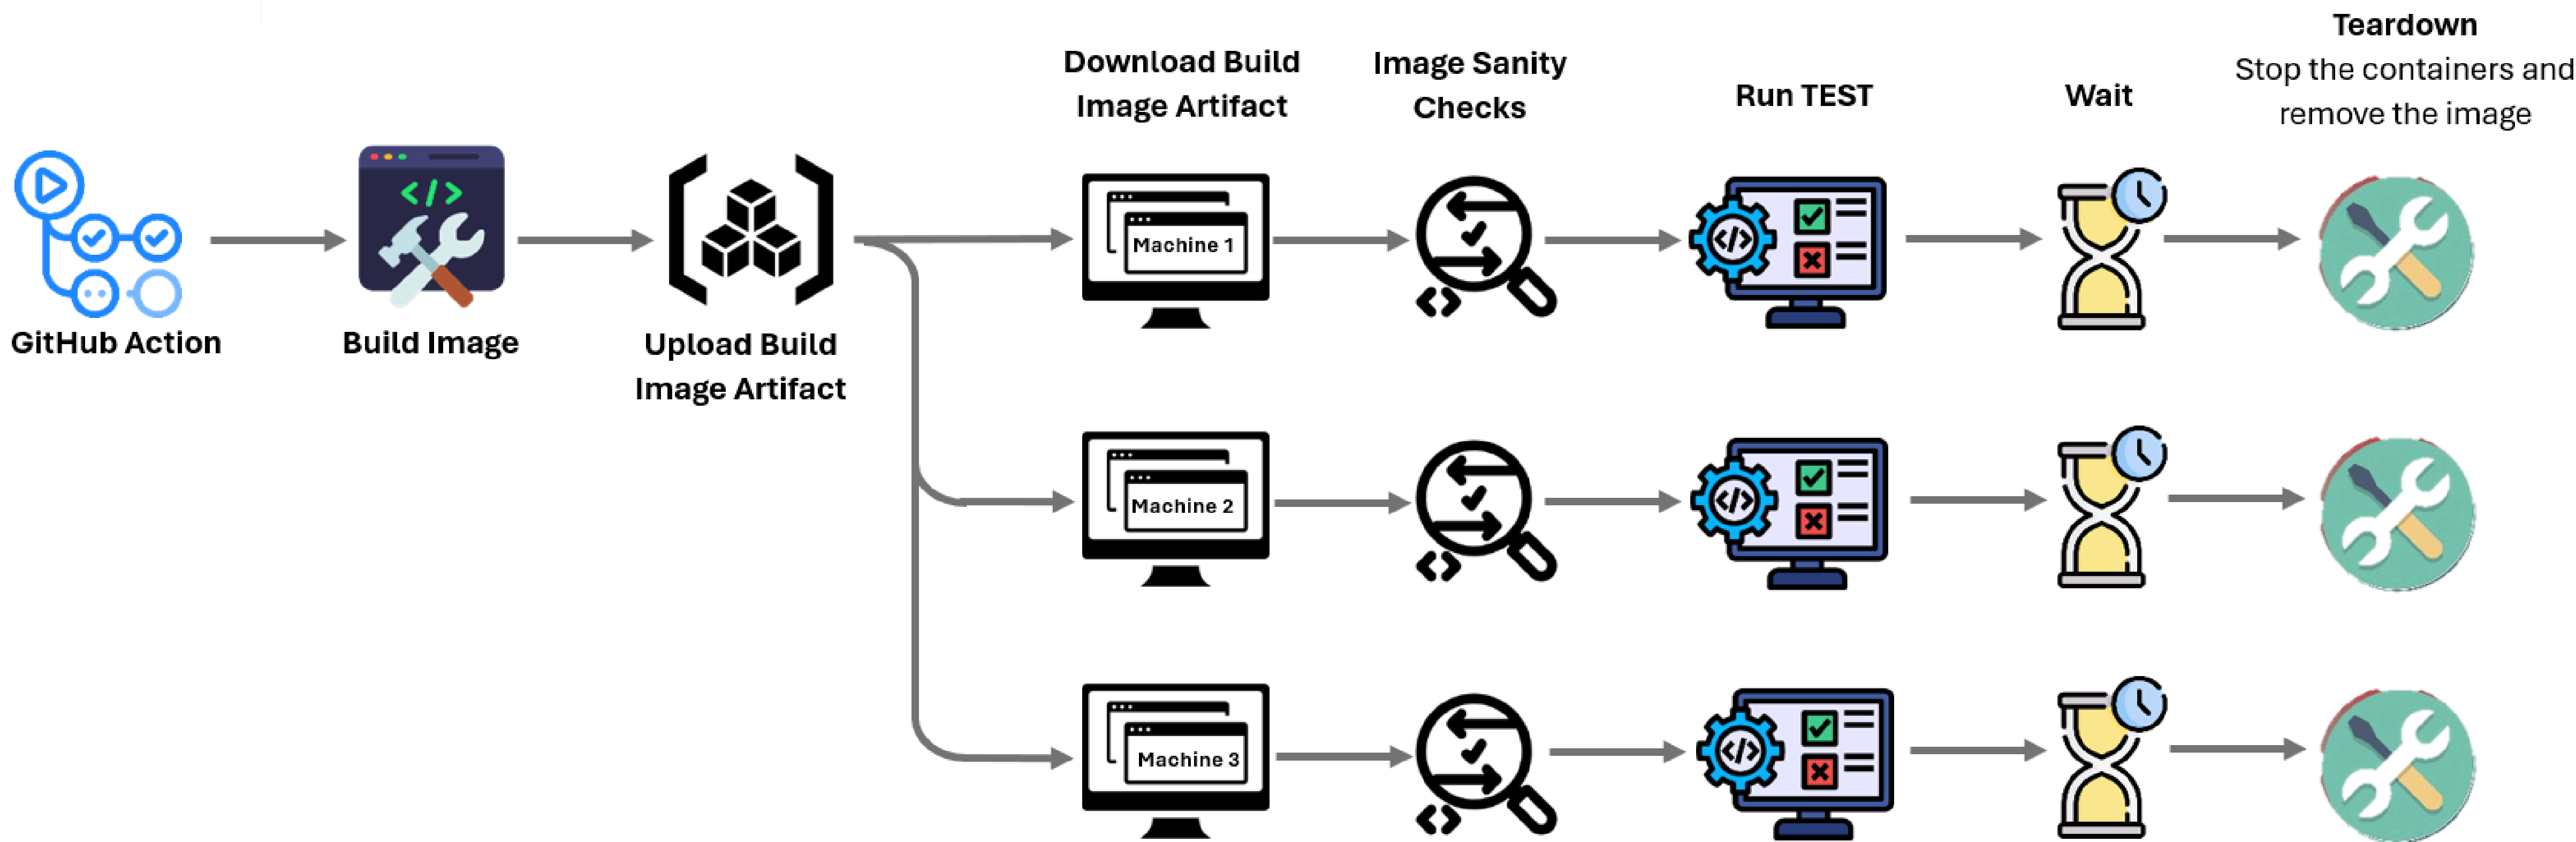 GitHub Action
Build Image
Upload Build
Image Artifact
Download Build
Image Artifact
Image Sanity
Checks
Run TEST
Wait
Teardown
Stop the containers and
remove the image
Machine 1
Machine 2
Machine 3